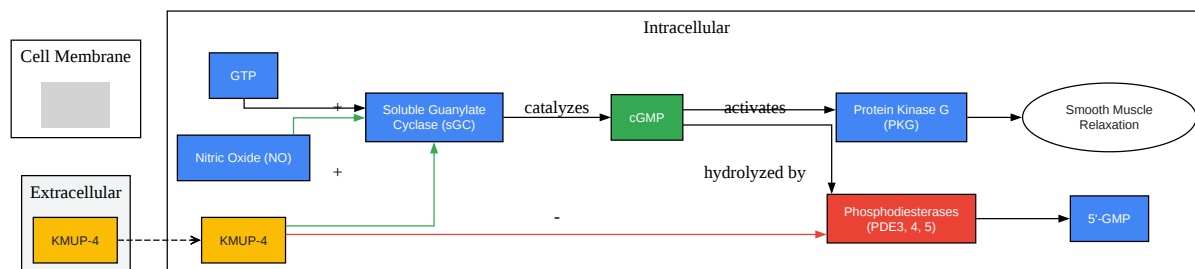 Intracellular
Cell Membrane
GTP
+
Soluble Guanylate
Cyclase (sGC)
catalyzes
cGMP
activates
Protein Kinase G
(PKG)
Smooth Muscle
Relaxation
Nitric Oxide (NO)
+
hydrolyzed by
Extracellular
KMUP-4
KMUP-4
-
Phosphodiesterases
(PDE3, 4, 5)
5'-GMP